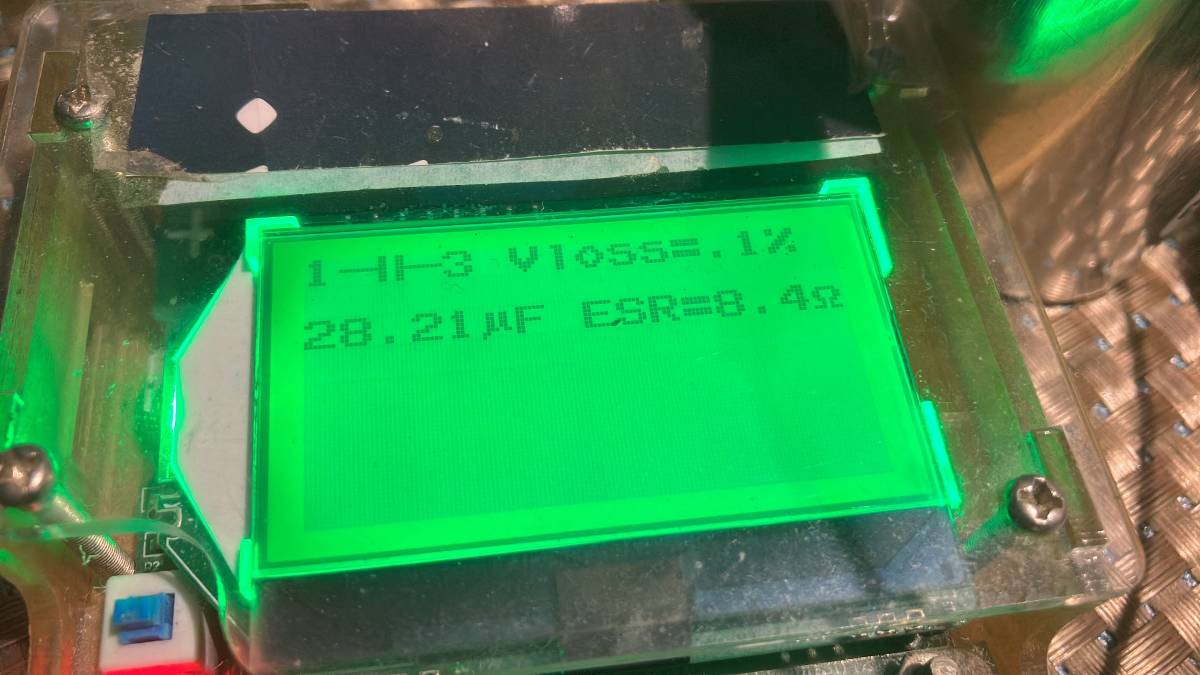 1⊣⊢3 Vloss=.1%
28.21µF ESR=8.4Ω